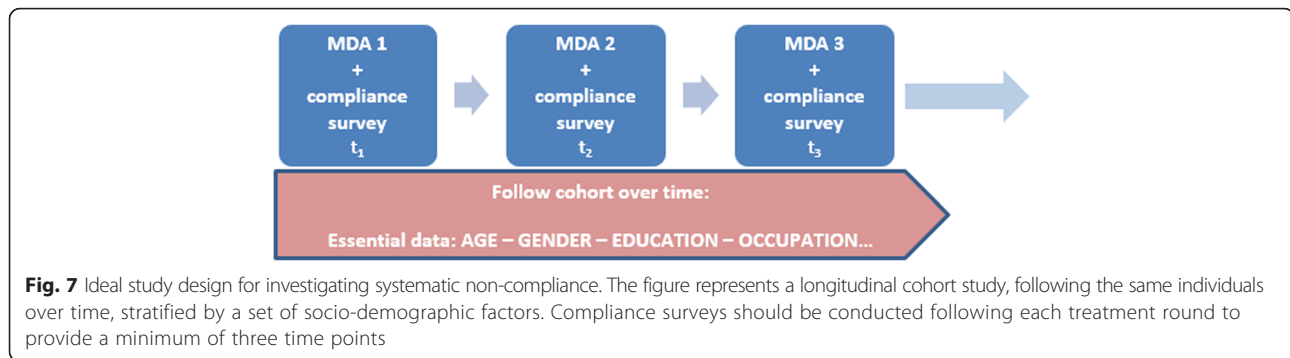 MDA 1
+
compliance
survey
t₁
MDA 2
+
compliance
survey
t₂
MDA 3
+
compliance
survey
t₃
Follow cohort over time:
Essential data: AGE – GENDER – EDUCATION – OCCUPATION...
Fig. 7 Ideal study design for investigating systematic non-compliance. The figure represents a longitudinal cohort study, following the same individuals
over time, stratified by a set of socio-demographic factors. Compliance surveys should be conducted following each treatment round to
provide a minimum of three time points